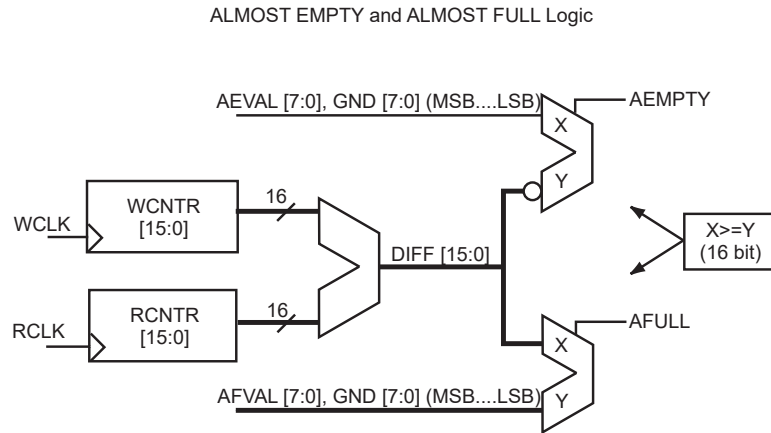 ALMOST EMPTY and ALMOST FULL Logic
AEVAL [7:0], GND [7:0] (MSB....LSB)
AEMPTY
X
Y
WCNTR
[15:0]
16
WCLK
DIFF [15:0]
X>=Y
(16 bit)
RCNTR
[15:0]
16
RCLK
AFULL
X
Y
AFVAL [7:0], GND [7:0] (MSB....LSB)